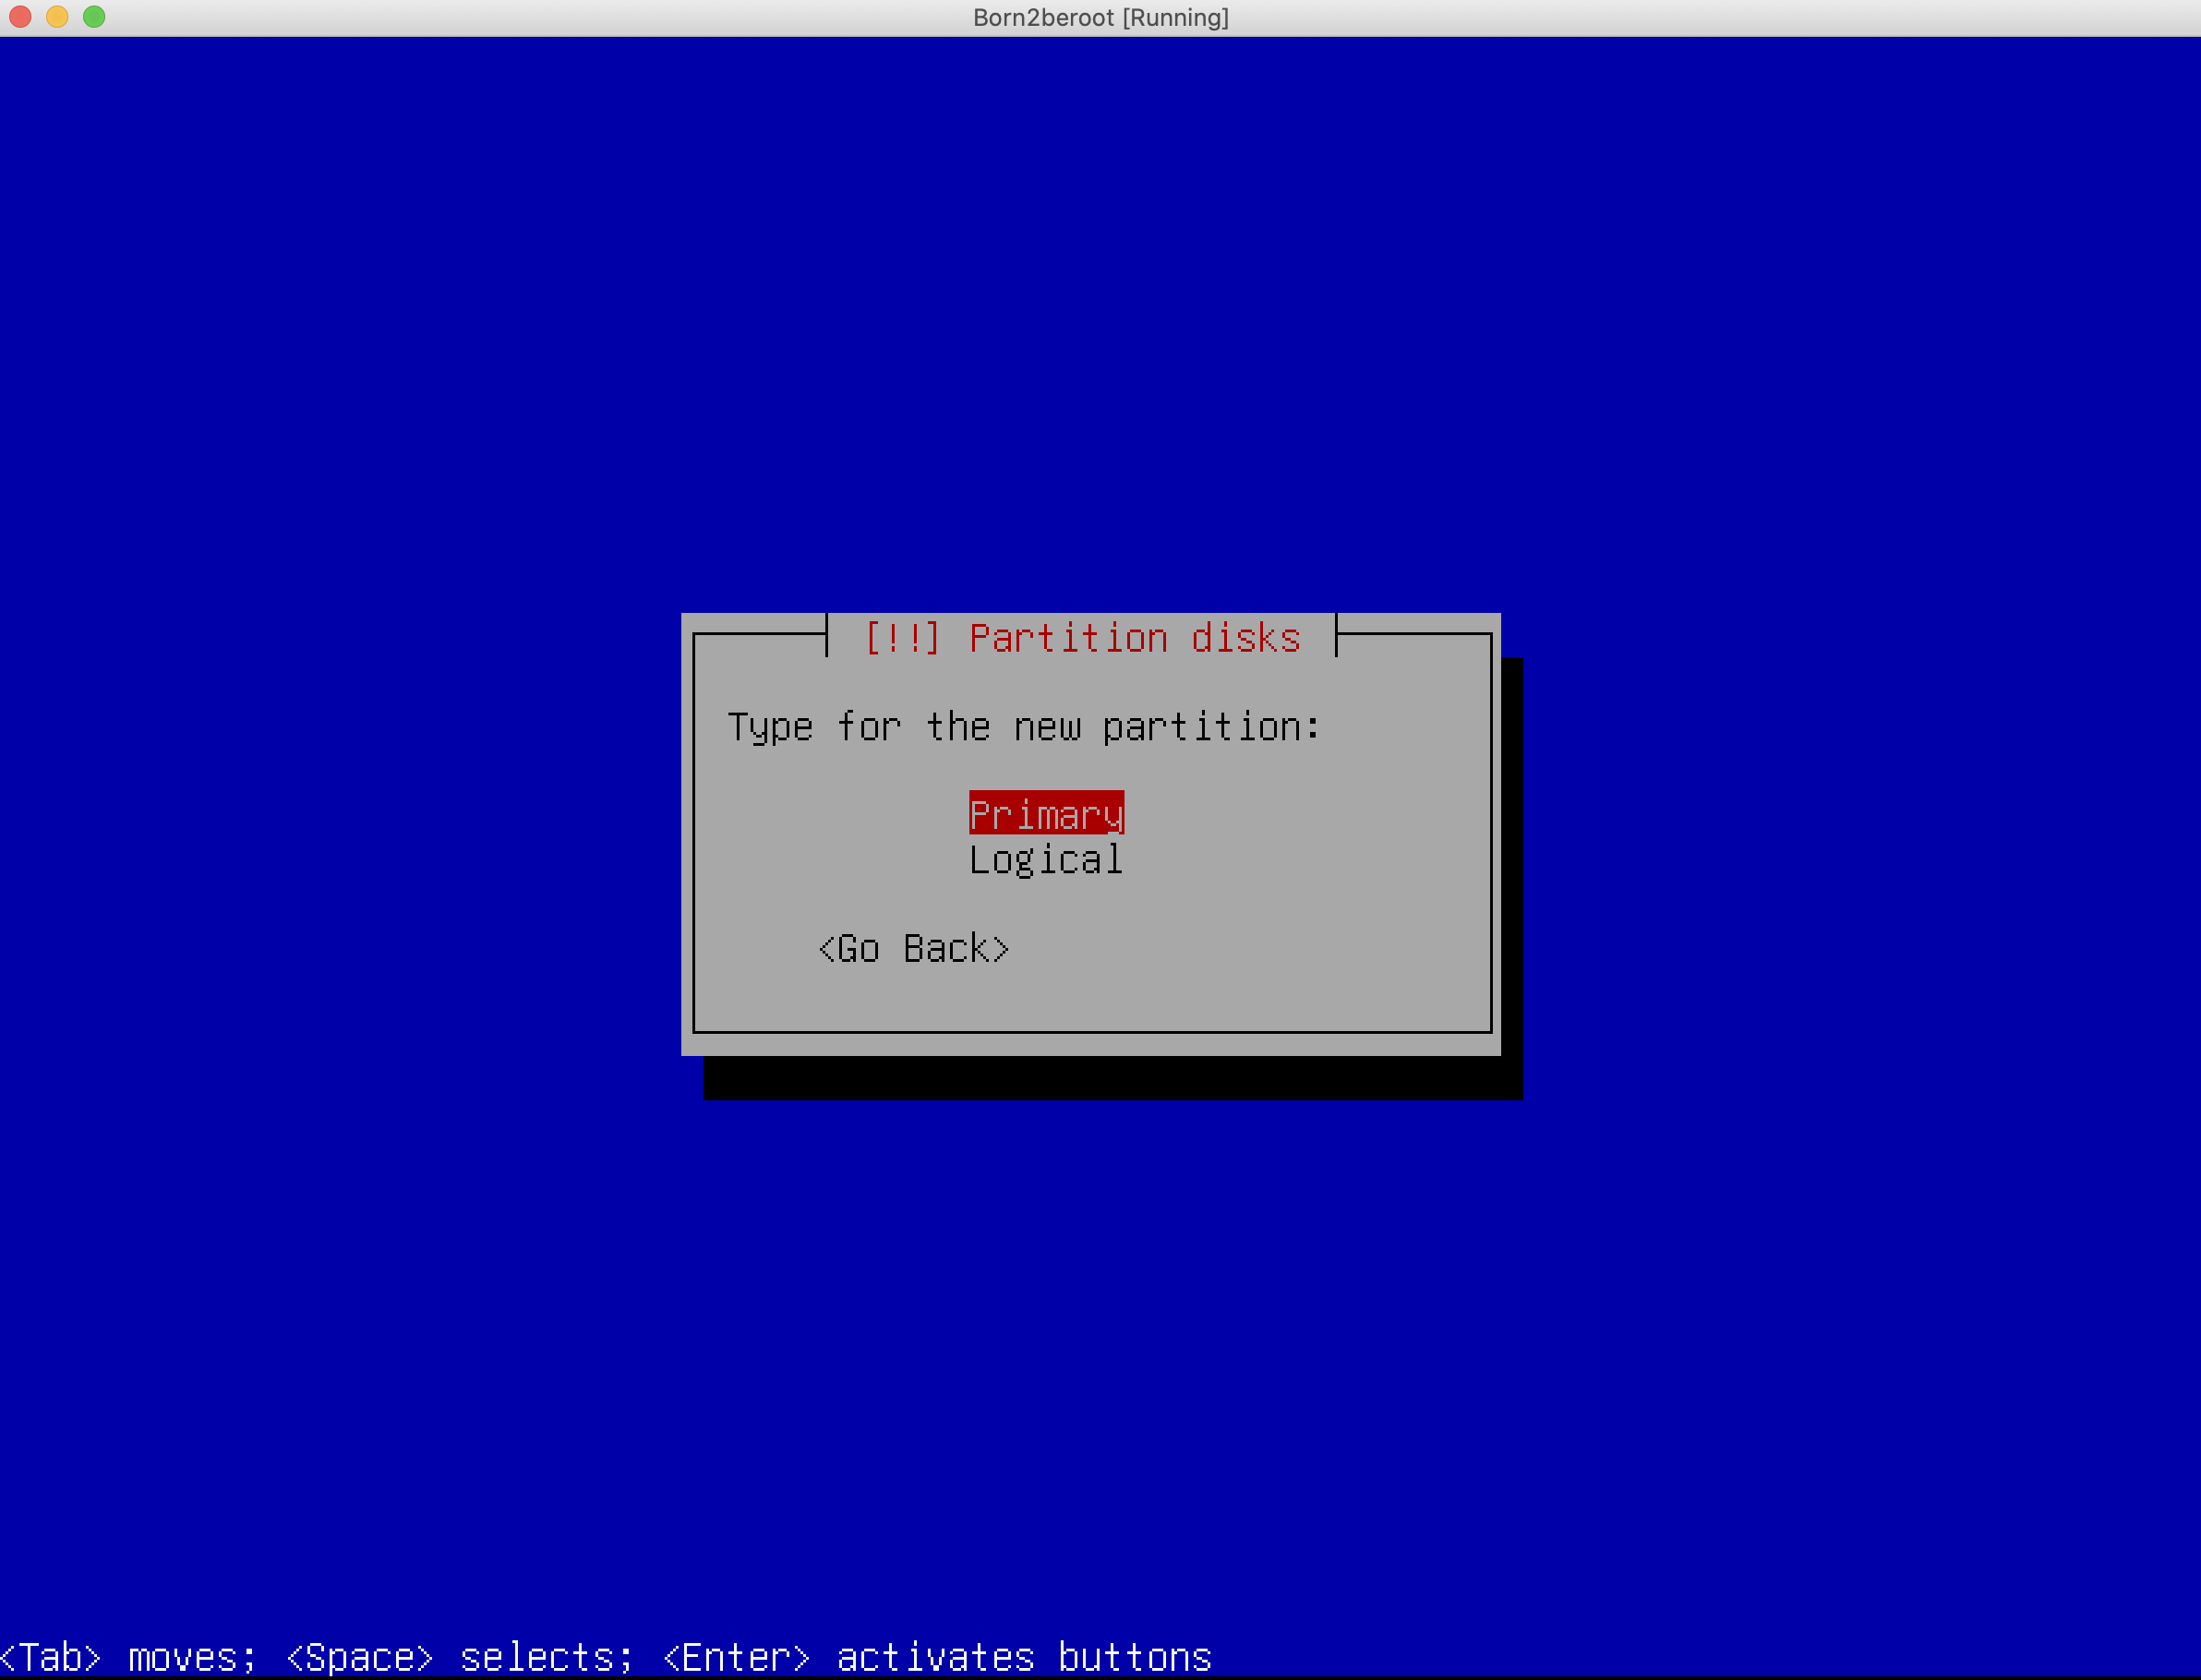 Born2beroot [Running]
[!!] Partition disks
Type for the new partition:
Primary
Logical
<Go Back>
<Tab> moves; <Space> selects; <Enter> activates buttons